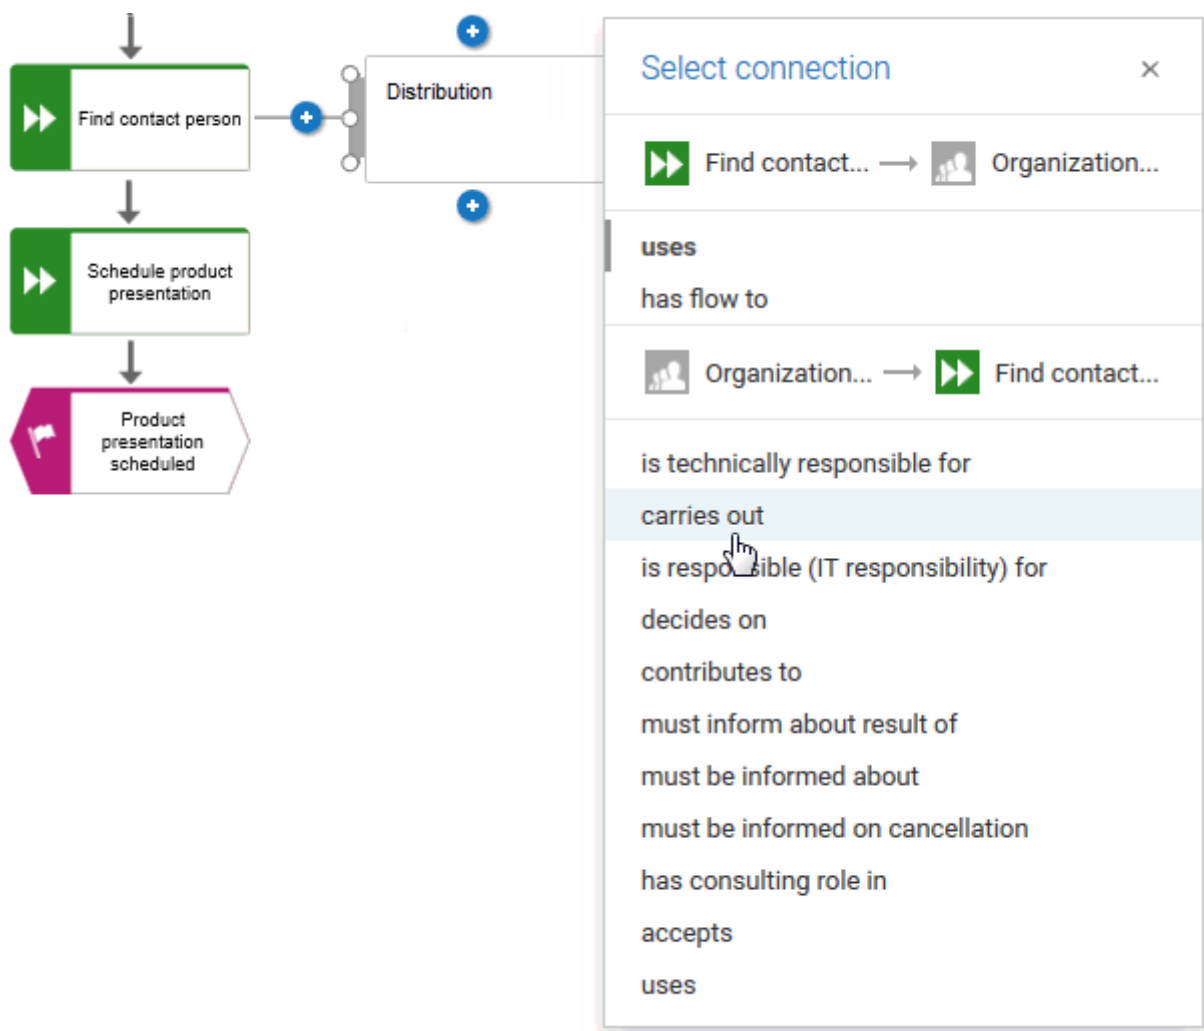 Find contact person
Distribution
Schedule product
presentation
Product
presentation
scheduled
Select connection
Find contact... → Organization...
uses
has flow to
Organization... → Find contact...
is technically responsible for
carries out
is responsible (IT responsibility) for
decides on
contributes to
must inform about result of
must be informed about
must be informed on cancellation
has consulting role in
accepts
uses